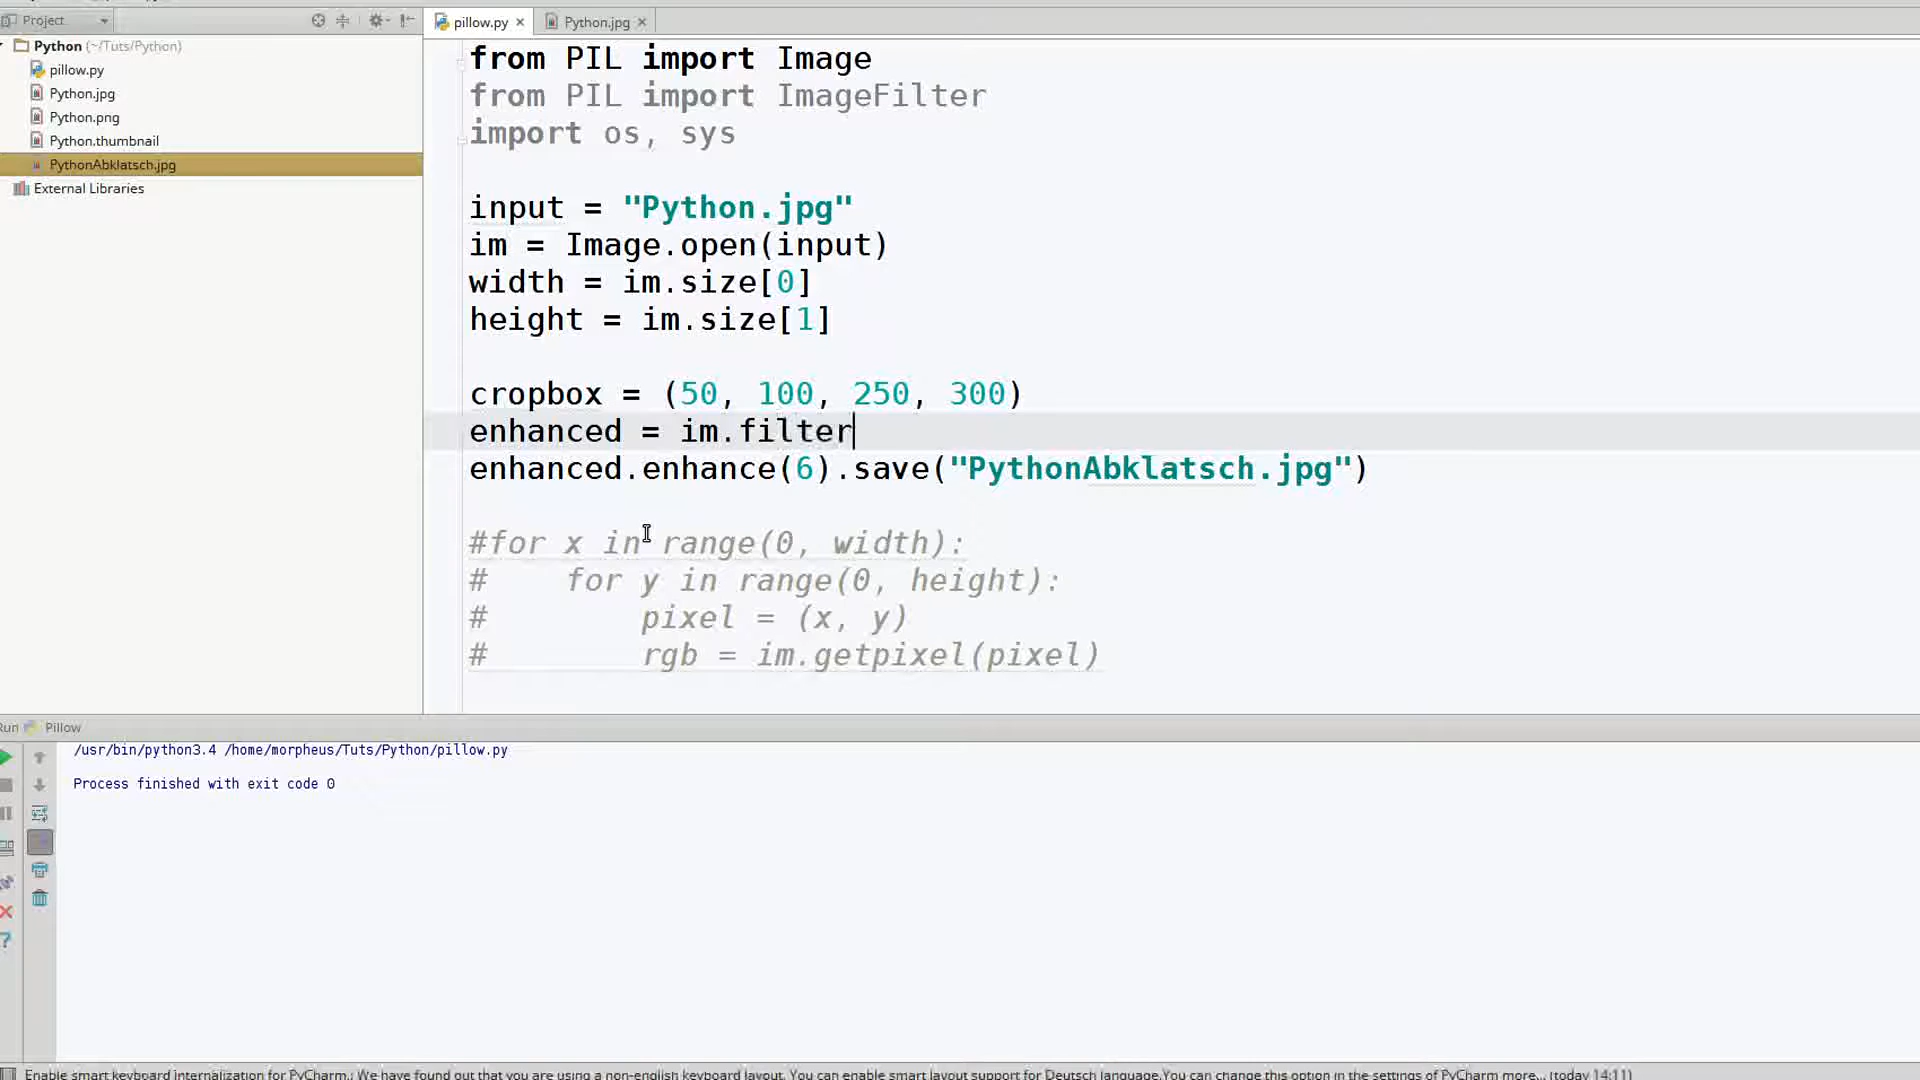 Project
pillow.py
Python.jpg
Python (~/Tuts/Python)
pillow.py
Python.jpg
Python.png
Python.thumbnail
PythonAbklatsch.jpg
External Libraries
from PIL import Image
from PIL import ImageFilter
import os, sys
input = "Python.jpg"
im = Image.open(input)
width = im.size[0]
height = im.size[1]
cropbox = (50, 100, 250, 300)
enhanced = im.filter
enhanced.enhance(6).save("PythonAbklatsch.jpg")
#for x in range(0, width):
#    for y in range(0, height):
#        pixel = (x, y)
#        rgb = im.getpixel(pixel)
Run Pillow
/usr/bin/python3.4 /home/morpheus/Tuts/Python/pillow.py
Process finished with exit code 0
Enable smart keyboard internalization for PyCharm.: We have found out that you are using a non-english keyboard layout. You can enable smart layout support for Deutsch language.You can change this option in the settings of PyCharm more... (today 14:11)